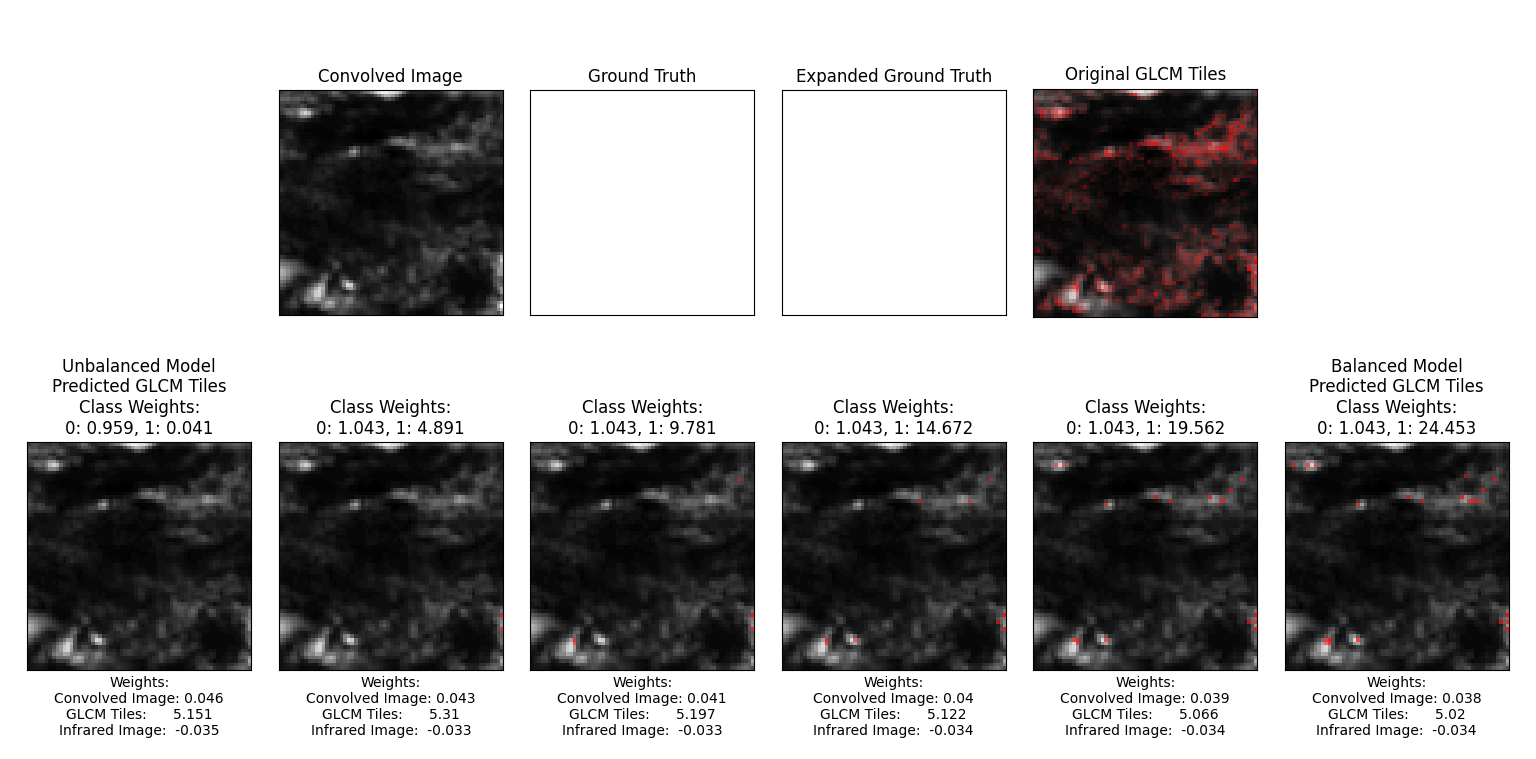 Convolved Image
Ground Truth
Expanded Ground Truth
Original GLCM Tiles
Unbalanced Model
Predicted GLCM Tiles
Class Weights:
0: 0.959, 1: 0.041
Class Weights:
0: 1.043, 1: 4.891
Class Weights:
0: 1.043, 1: 9.781
Class Weights:
0: 1.043, 1: 14.672
Class Weights:
0: 1.043, 1: 19.562
Balanced Model
Predicted GLCM Tiles
Class Weights:
0: 1.043, 1: 24.453
Weights:
Convolved Image: 0.046
GLCM Tiles: 5.151
Infrared Image: -0.035
Weights:
Convolved Image: 0.043
GLCM Tiles: 5.31
Infrared Image: -0.033
Weights:
Convolved Image: 0.041
GLCM Tiles: 5.197
Infrared Image: -0.033
Weights:
Convolved Image: 0.04
GLCM Tiles: 5.122
Infrared Image: -0.034
Weights:
Convolved Image: 0.039
GLCM Tiles: 5.066
Infrared Image: -0.034
Weights:
Convolved Image: 0.038
GLCM Tiles: 5.02
Infrared Image: -0.034